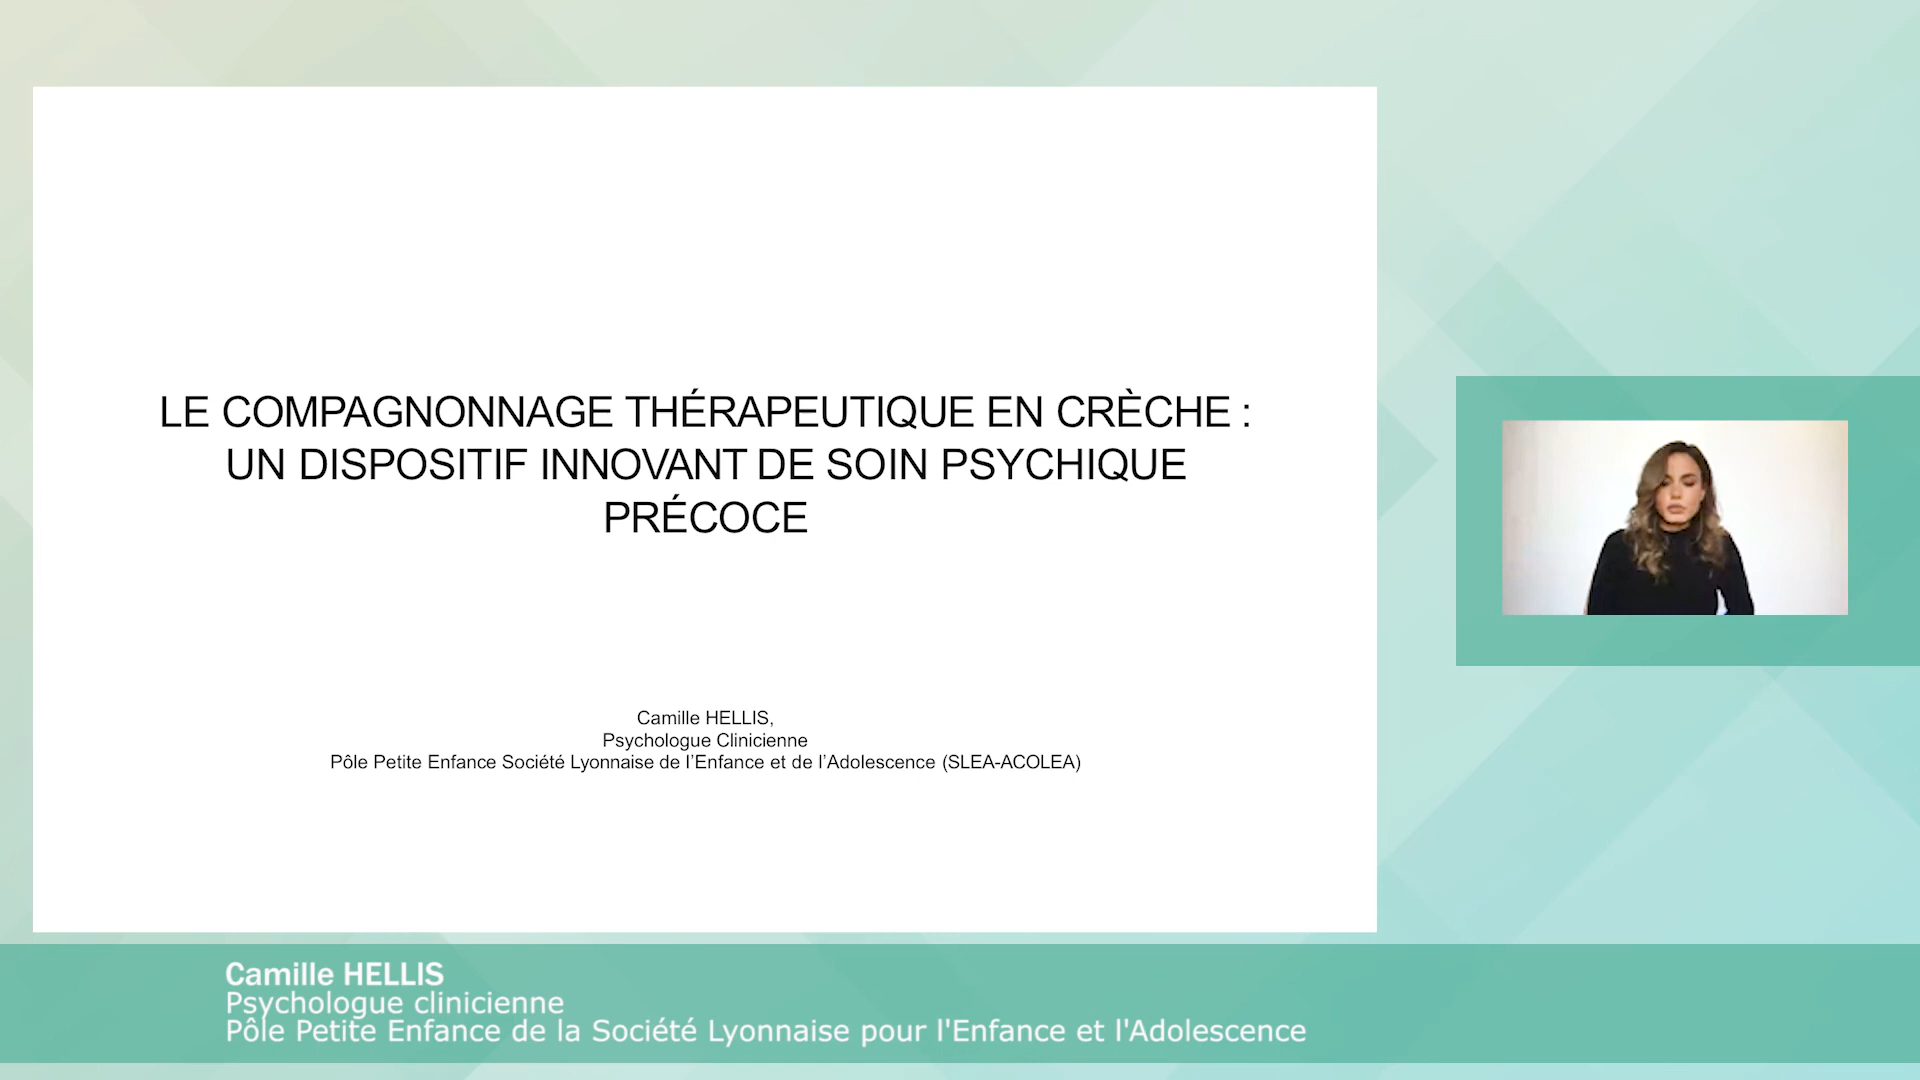 LE COMPAGNONNAGE THÉRAPEUTIQUE EN CRÈCHE :
UN DISPOSITIF INNOVANT DE SOIN PSYCHIQUE
PRÉCOCE
Camille HELLIS,
Psychologue Clinicienne
Pôle Petite Enfance Société Lyonnaise de l’Enfance et de l’Adolescence (SLEA-ACOLEA)
Camille HELLIS
Psychologue clinicienne
Pôle Petite Enfance de la Société Lyonnaise pour l'Enfance et l'Adolescence